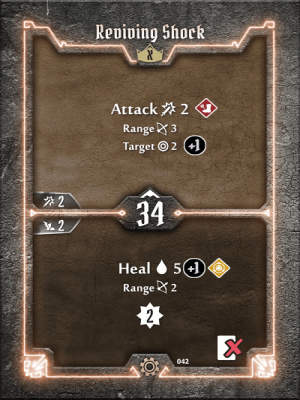 Reviving Shock
X
Attack 2
Range 3
Target 2 +1
2
34
2
Heal 5 +1
Range 2
2
042